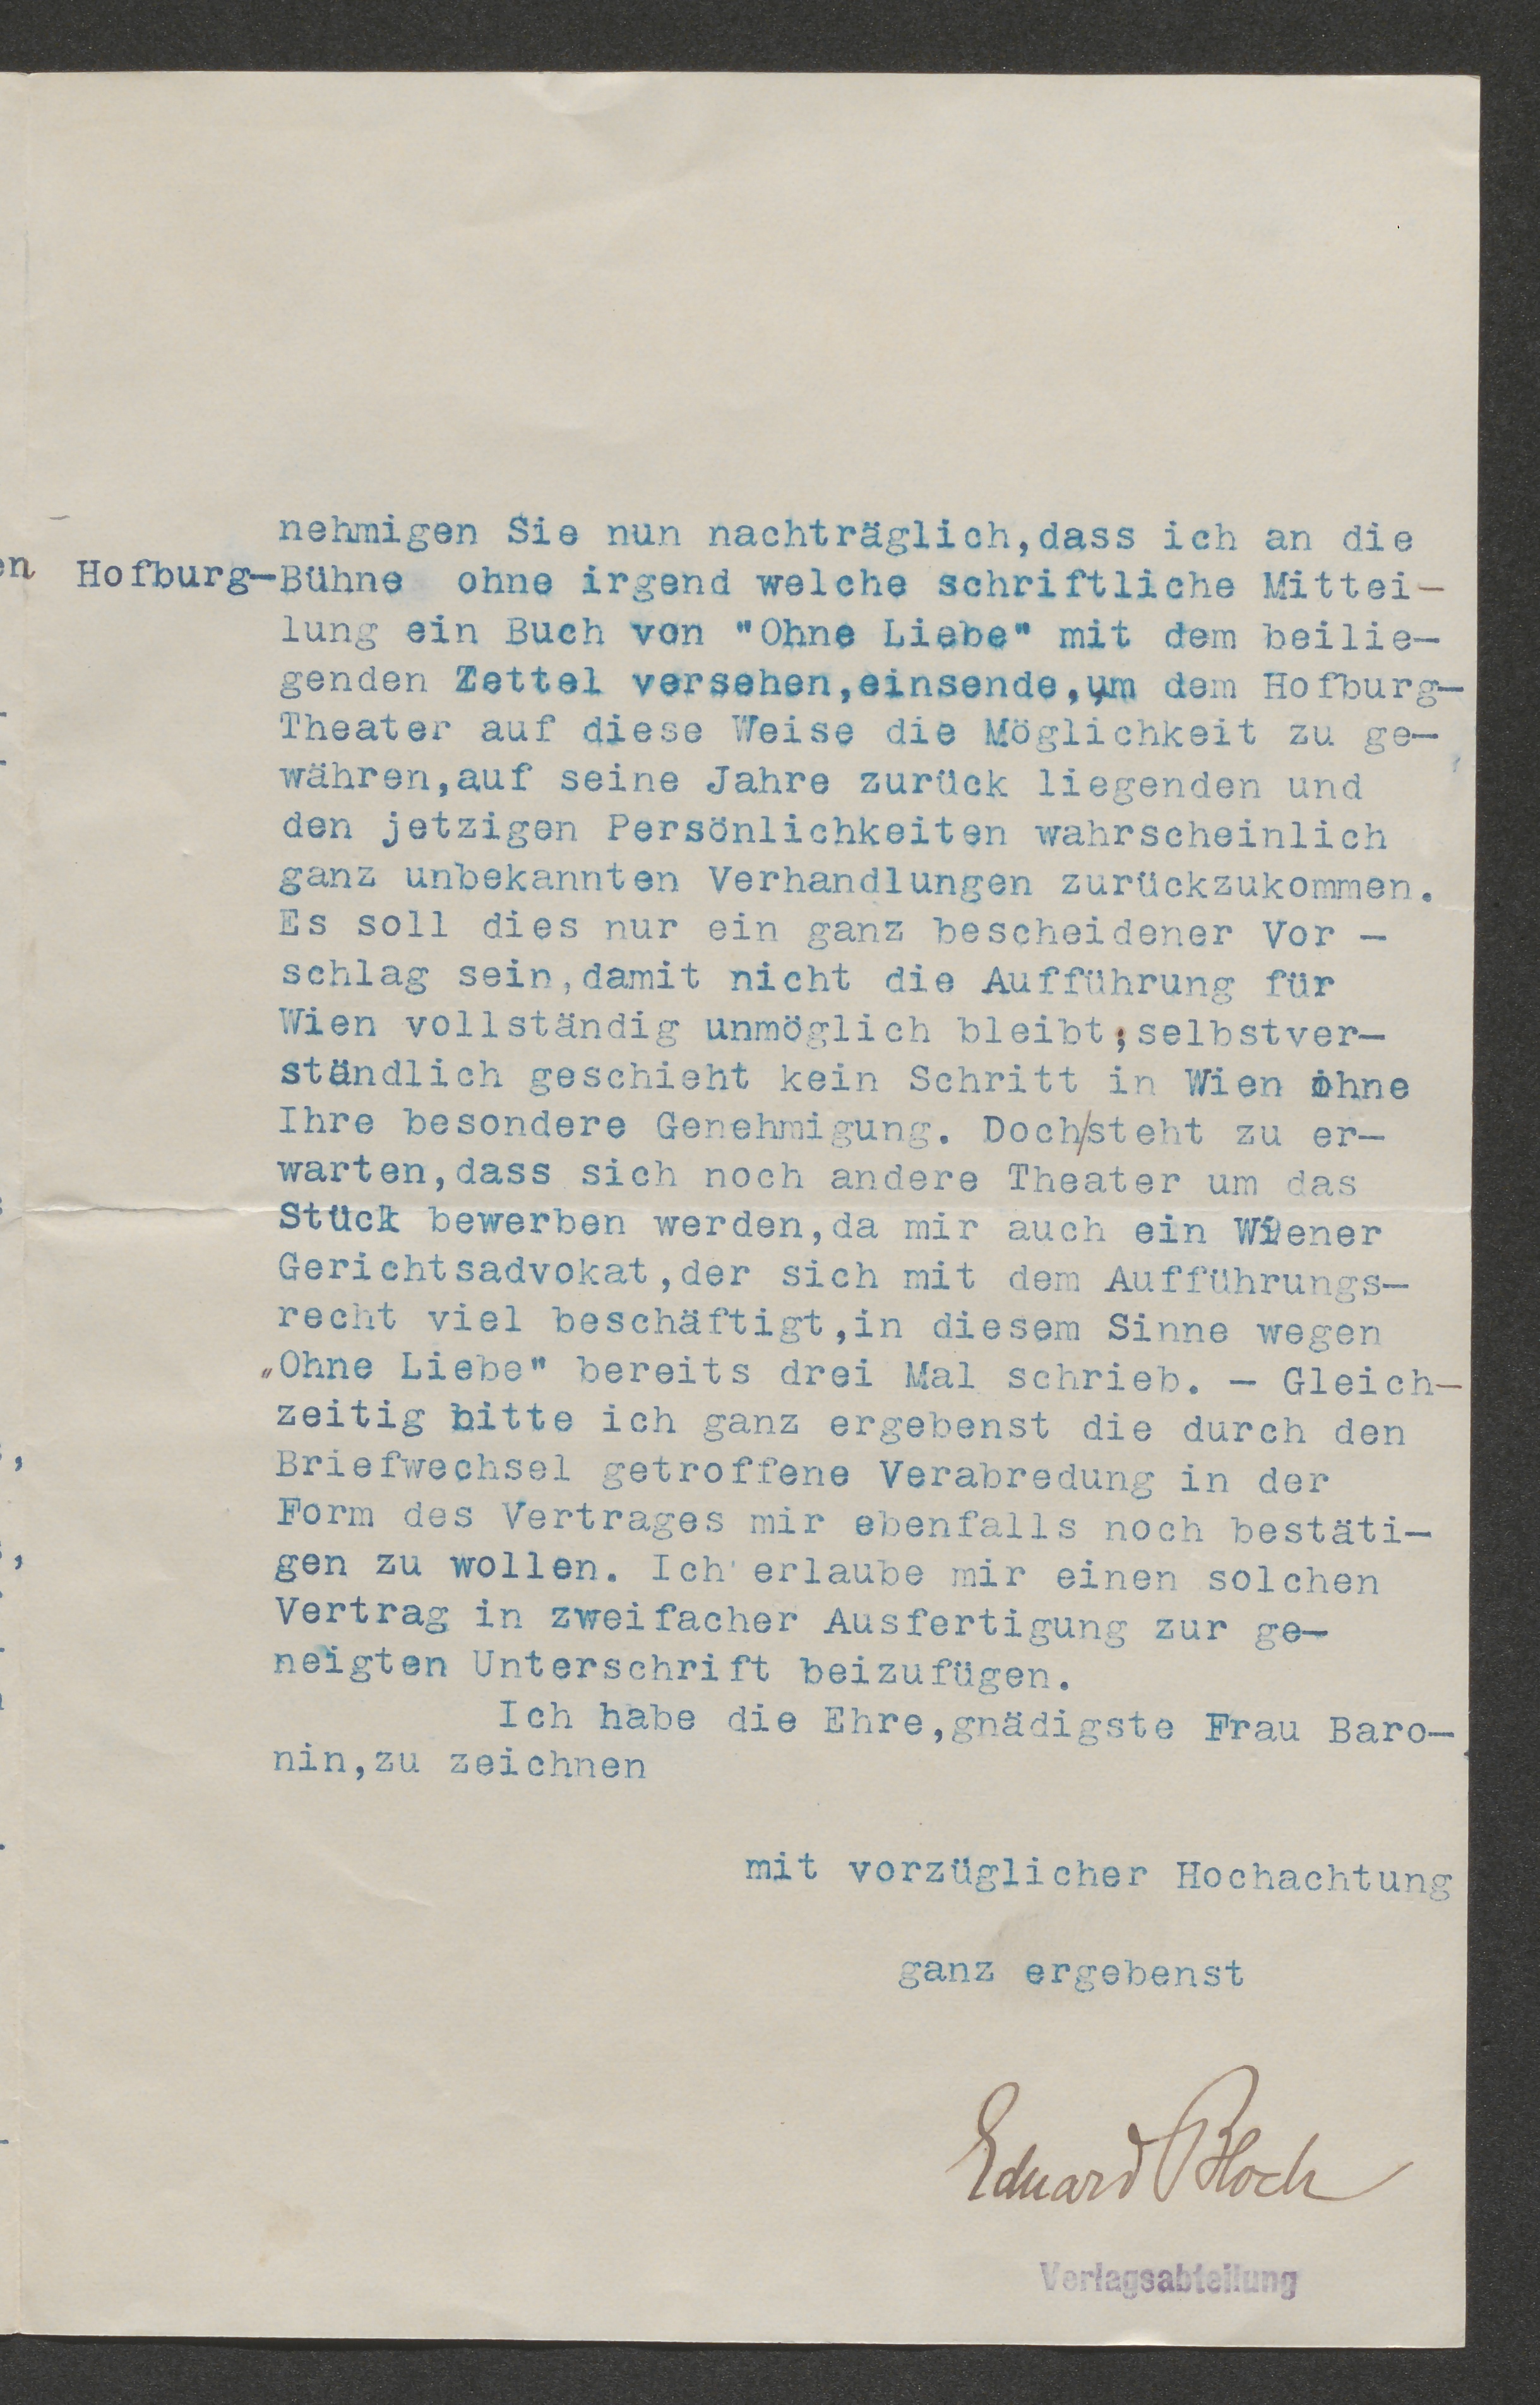 nehmigen Sie nun nachträglich,dass ich an die
en Hofburg-Bühne ohne irgend welche schriftliche Mittei-
lung ein Buch von "Ohne Liebe" mit dem beilie-
genden Zettel versehen,einsende,um dem Hofburg-
Theater auf diese Weise die Möglichkeit zu ge-
währen,auf seine Jahre zurück liegenden und
den jetzigen Persönlichkeiten wahrscheinlich
ganz unbekannten Verhandlungen zurückzukommen.
Es soll dies nur ein ganz bescheidener Vor -
schlag sein,damit nicht die Aufführung für
Wien vollständig unmöglich bleibt;selbstver-
ständlich geschieht kein Schritt in Wien ohne
Ihre besondere Genehmigung. Doch/steht zu er-
warten,dass sich noch andere Theater um das
Stück bewerben werden,da mir auch ein Wiener
Gerichtsadvokat,der sich mit dem Aufführungs-
recht viel beschäftigt,in diesem Sinne wegen
„Ohne Liebe" bereits drei Mal schrieb. - Gleich-
zeitig bitte ich ganz ergebenst die durch den
Briefwechsel getroffene Verabredung in der
Form des Vertrages mir ebenfalls noch bestäti-
gen zu wollen. Ich erlaube mir einen solchen
Vertrag in zweifacher Ausfertigung zur ge-
neigten Unterschrift beizufügen.
Ich habe die Ehre,gnädigste Frau Baro-
nin,zu zeichnen
mit vorzüglicher Hochachtung
ganz ergebenst
Eduard Bloch
Verlagsabteilung